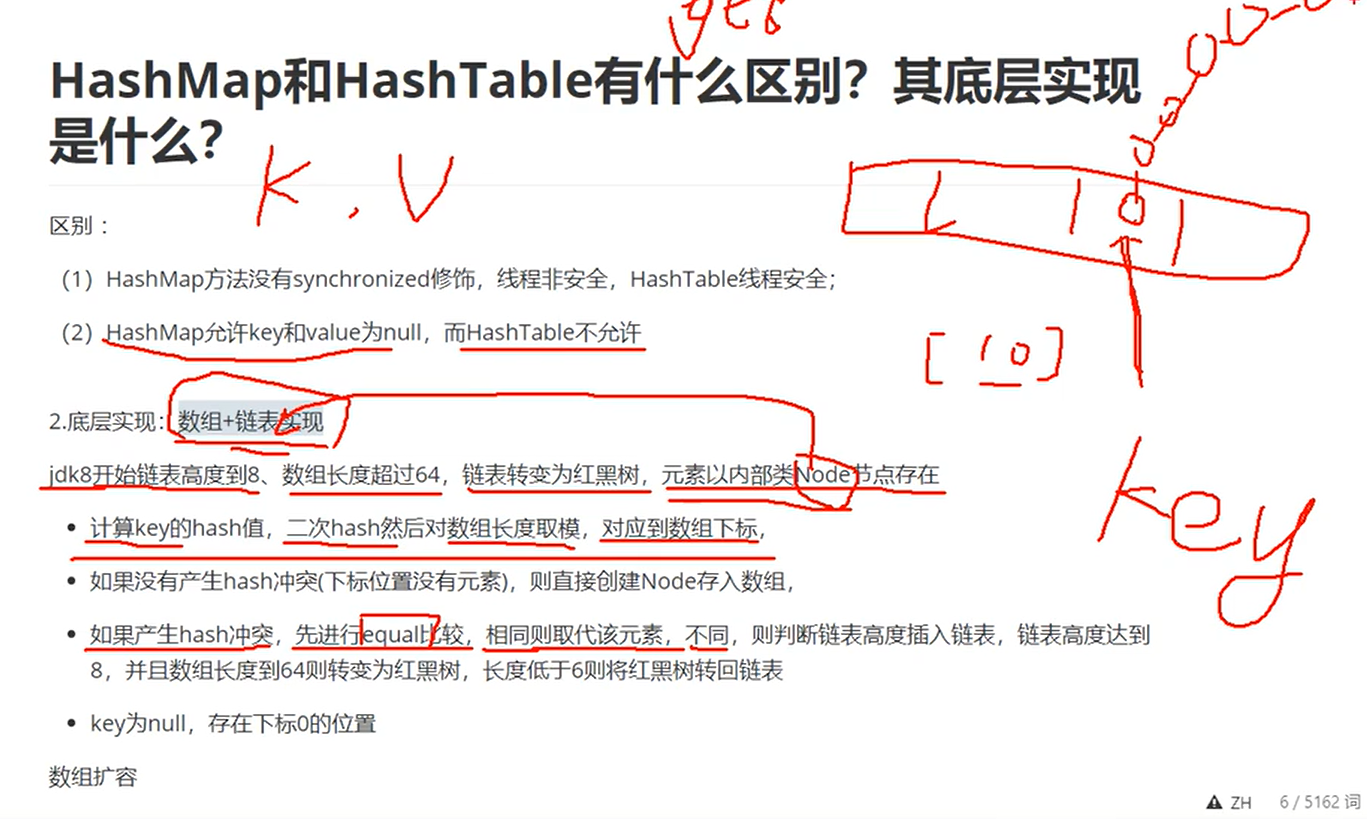 get
HashMap和HashTable有什么区别？其底层实现
是什么？
K , V
区别 ：
（1）HashMap方法没有synchronized修饰，线程非安全，HashTable线程安全；
（2）HashMap允许key和value为null，而HashTable不允许
[ 10 ]
2.底层实现：数组+链表实现
jdk8开始链表高度到8、数组长度超过64，链表转变为红黑树，元素以内部类Node节点存在
key
计算key的hash值，二次hash然后对数组长度取模，对应到数组下标，
如果没有产生hash冲突(下标位置没有元素)，则直接创建Node存入数组，
如果产生hash冲突，先进行equal比较，相同则取代该元素，不同，则判断链表高度插入链表，链表高度达到
8，并且数组长度到64则转变为红黑树，长度低于6则将红黑树转回链表
key为null，存在下标0的位置
数组扩容
ZH 6 / 5162 词